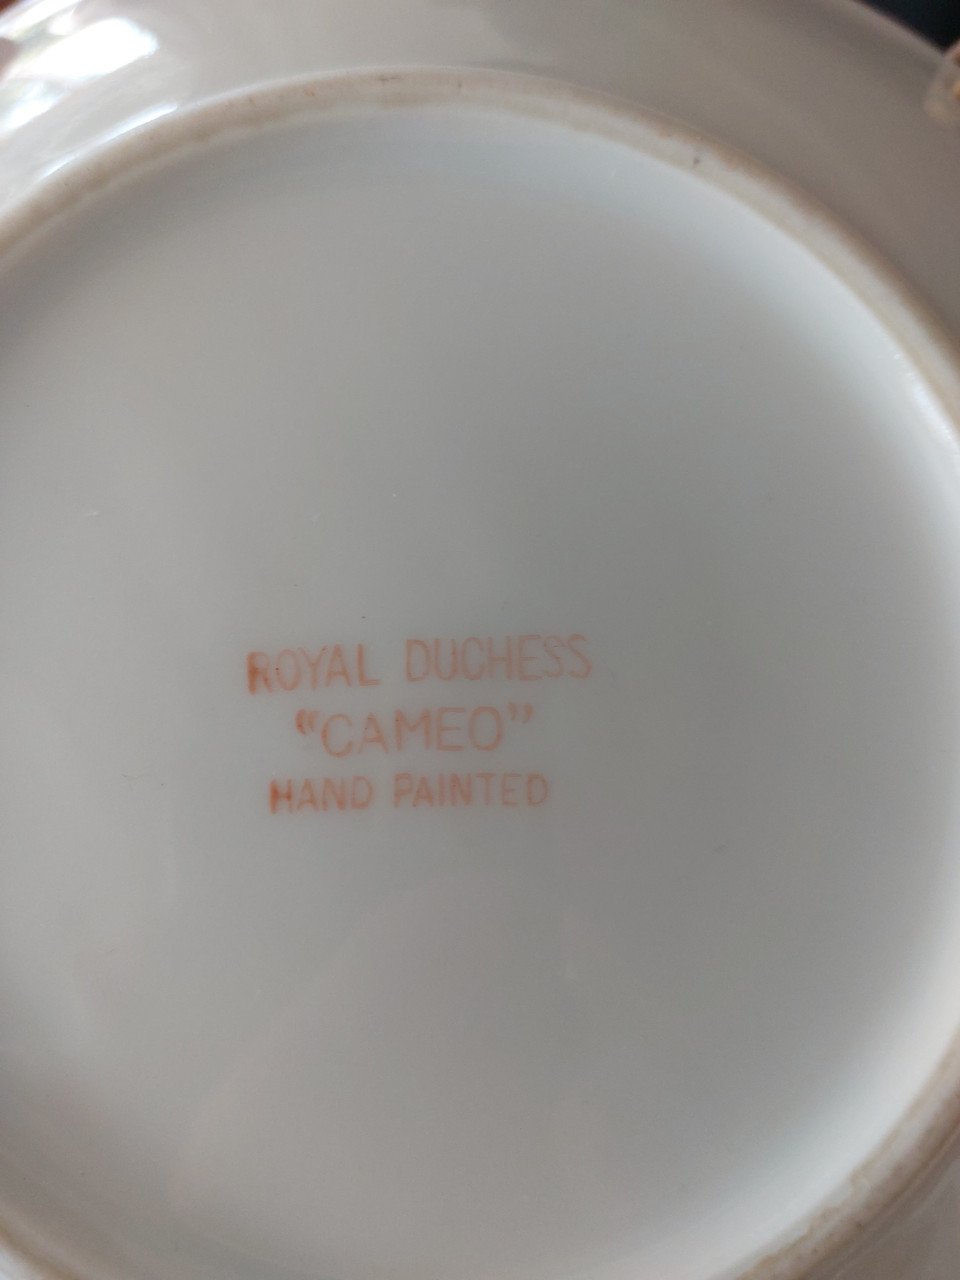 ROYAL DUCHESS
“CAMEO”
HAND PAINTED